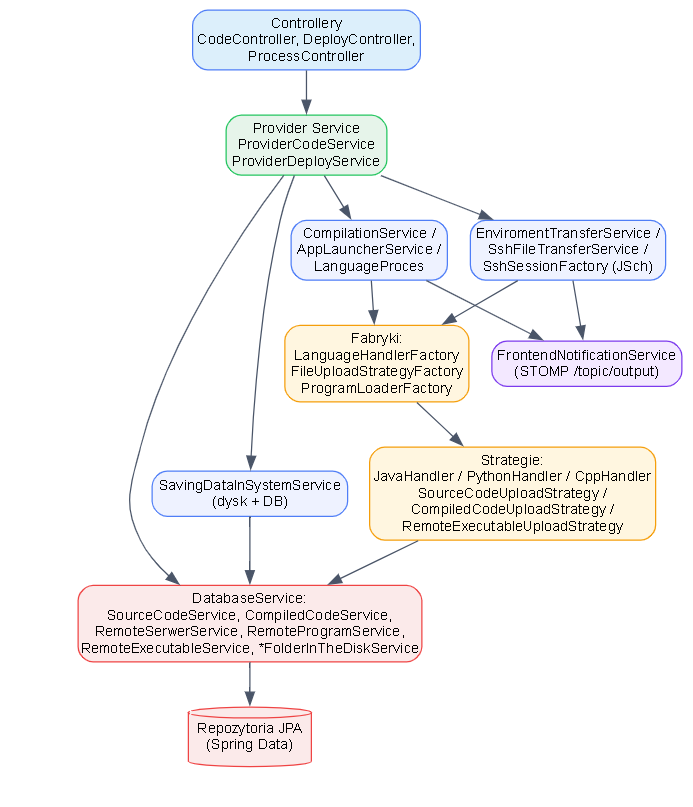 Controllery
CodeController, DeployController,
ProcessController
Provider Service
ProviderCodeService
ProviderDeployService
CompilationService /
AppLauncherService /
LanguageProces
EnviromentTransferService /
SshFileTransferService /
SshSessionFactory (JSch)
Fabryki:
LanguageHandlerFactory
FileUploadStrategyFactory
ProgramLoaderFactory
FrontendNotificationService
(STOMP /topic/output)
Strategie:
JavaHandler / PythonHandler / CppHandler
SourceCodeUploadStrategy /
CompiledCodeUploadStrategy /
RemoteExecutableUploadStrategy
SavingDataInSystemService
(dysk + DB)
DatabaseService:
SourceCodeService, CompiledCodeService,
RemoteSerwerService, RemoteProgramService,
RemoteExecutableService, *FolderInTheDiskService
Repozytoria JPA
(Spring Data)